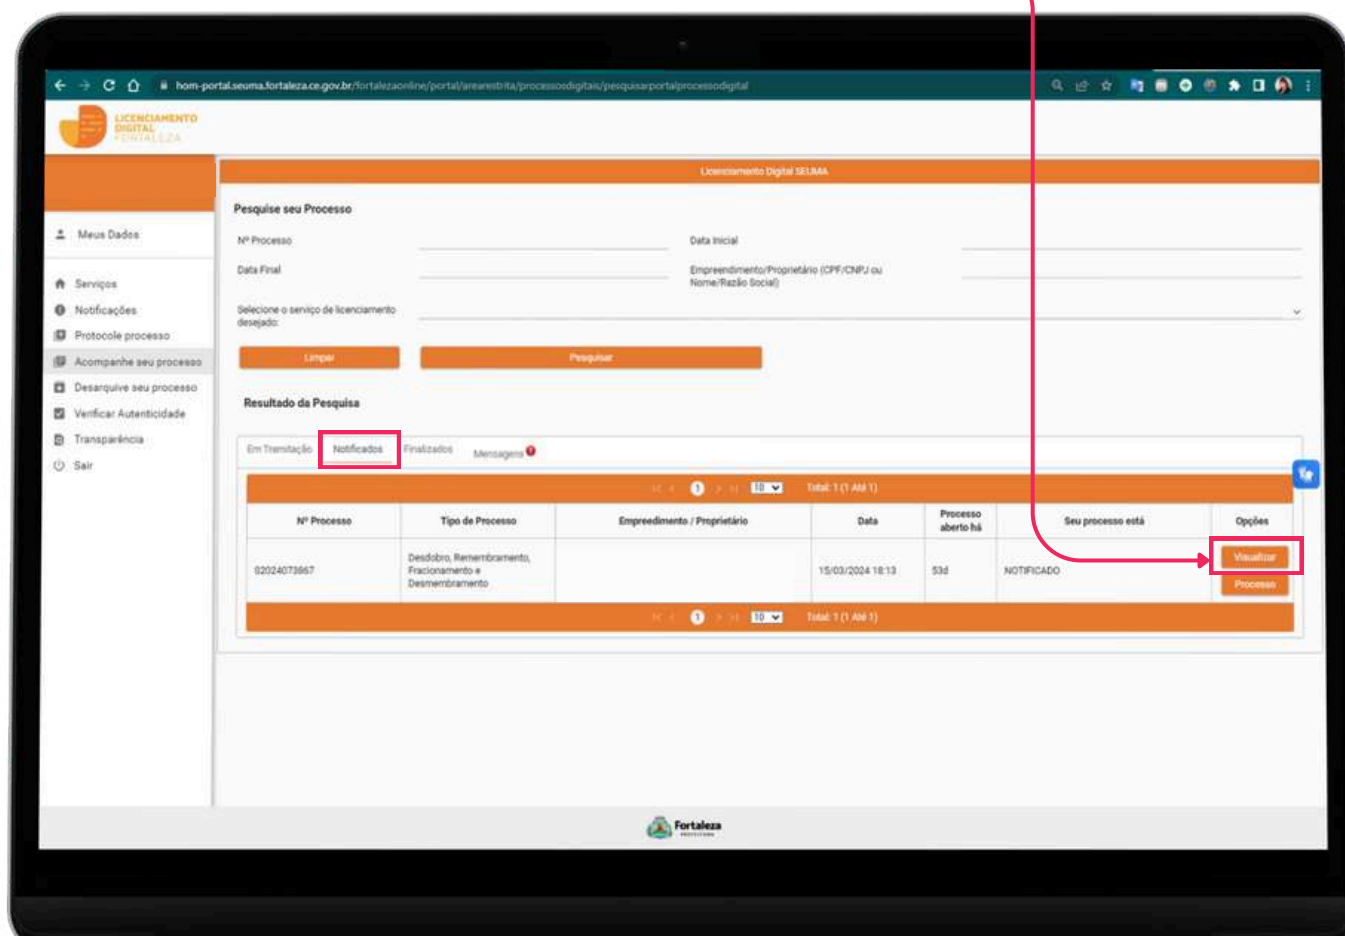 hom-portal.seuma.fortaleza.ce.gov.br/fortalezaonline/portal/arearestrita/processosdigitais/pesquisarportalprocessodigital
LICENCIAMENTO
DIGITAL
FORTALEZA
Licenciamento Digital SEUMA
Meus Dados
Serviços
Notificações
Protocole processo
Acompanhe seu processo
Desarquive seu processo
Verificar Autenticidade
Transparência
Sair
Pesquise seu Processo
Nº Processo
Data Inicial
Data Final
Empreendimento/Proprietário (CPF/CNPJ ou
Nome/Razão Social)
Selecione o serviço de licenciamento
desejado:
Limpar
Pesquisar
Resultado da Pesquisa
Em Tramitação Notificados Finalizados Mensagens
1 10 Total: 1 (1 Até 1)
Nº Processo Tipo de Processo Empreedimento / Proprietário Data Processo aberto há Seu processo está Opções
02024073867 Desdobro, Remembramento, Fracionamento e Desmembramento 15/03/2024 18:13 53d NOTIFICADO Visualizar
Processo
1 10 Total: 1 (1 Até 1)
Fortaleza
PREFEITURA